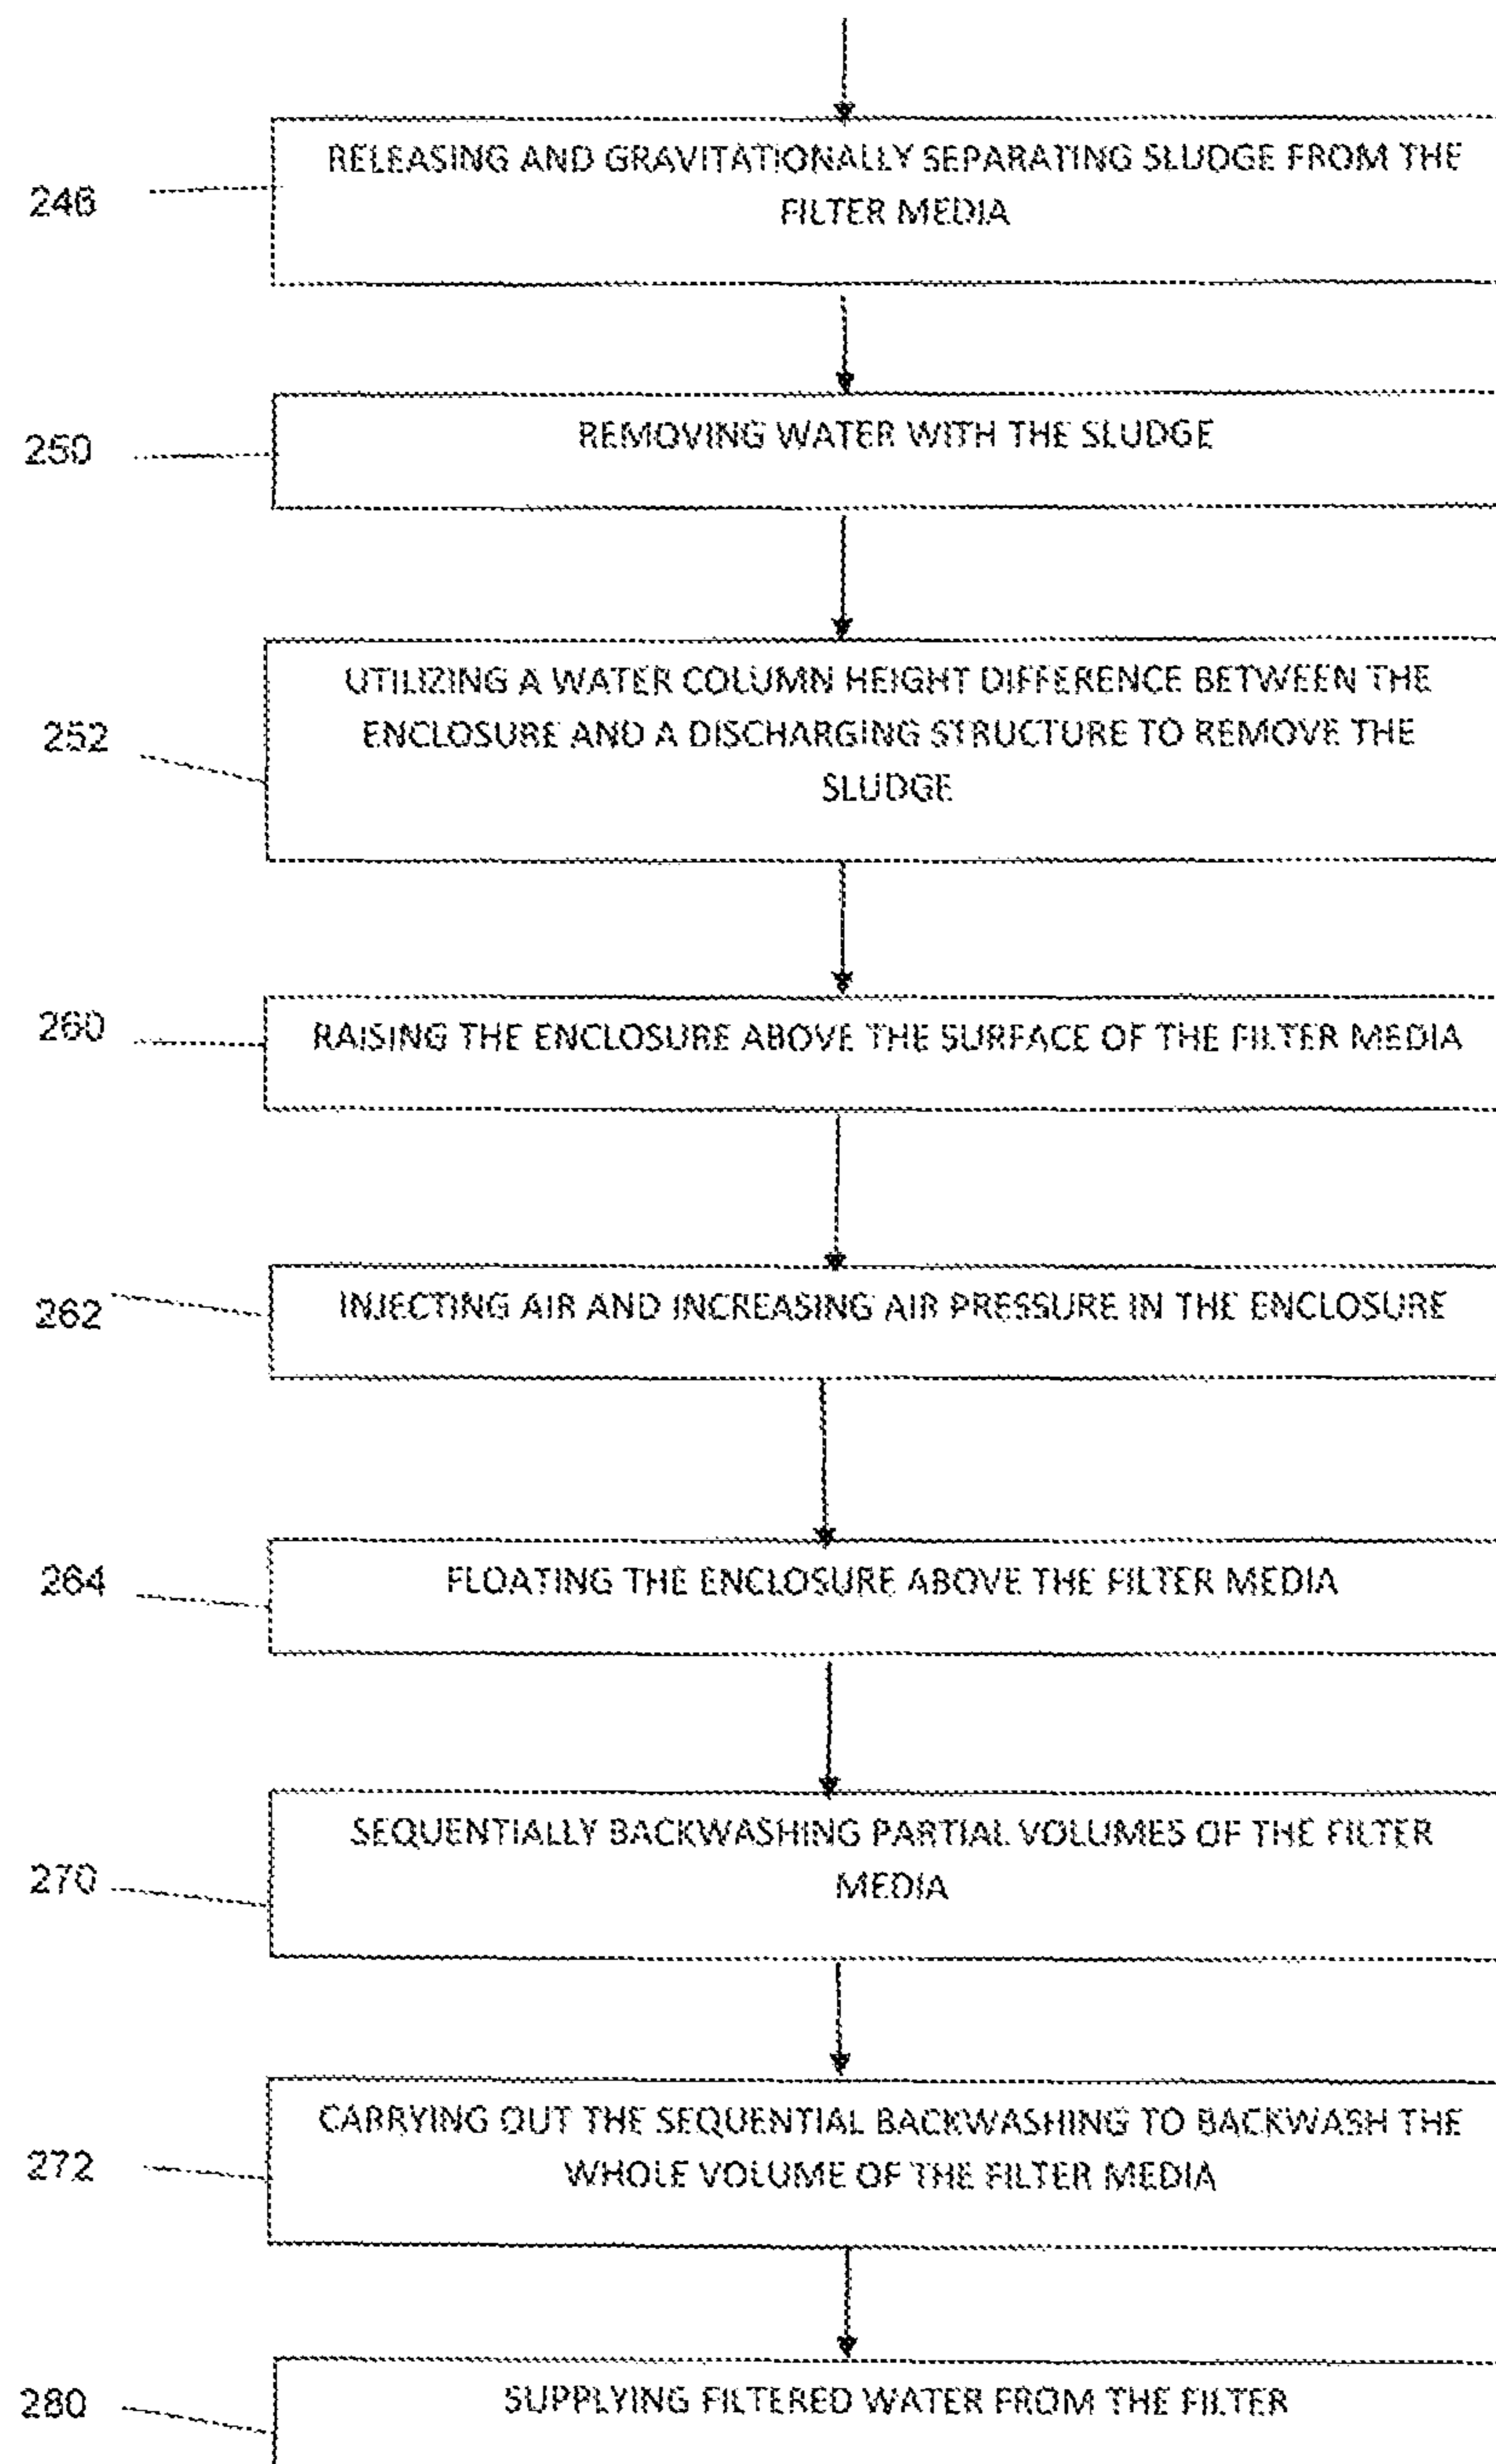 246
RELEASING AND GRAVITATIONALLY SEPARATING SLUDGE FROM THE
FILTER MEDIA
250
REMOVING WATER WITH THE SLUDGE
252
UTILIZING A WATER COLUMN HEIGHT DIFFERENCE BETWEEN THE
ENCLOSURE AND A DISCHARGING STRUCTURE TO REMOVE THE
SLUDGE
260
RAISING THE ENCLOSURE ABOVE THE SURFACE OF THE FILTER MEDIA
262
INJECTING AIR AND INCREASING AIR PRESSURE IN THE ENCLOSURE
264
FLOATING THE ENCLOSURE ABOVE THE FILTER MEDIA
270
SEQUENTIALLY BACKWASHING PARTIAL VOLUMES OF THE FILTER
MEDIA
272
CARRYING OUT THE SEQUENTIAL BACKWASHING TO BACKWASH THE
WHOLE VOLUME OF THE FILTER MEDIA
280
SUPPLYING FILTERED WATER FROM THE FILTER